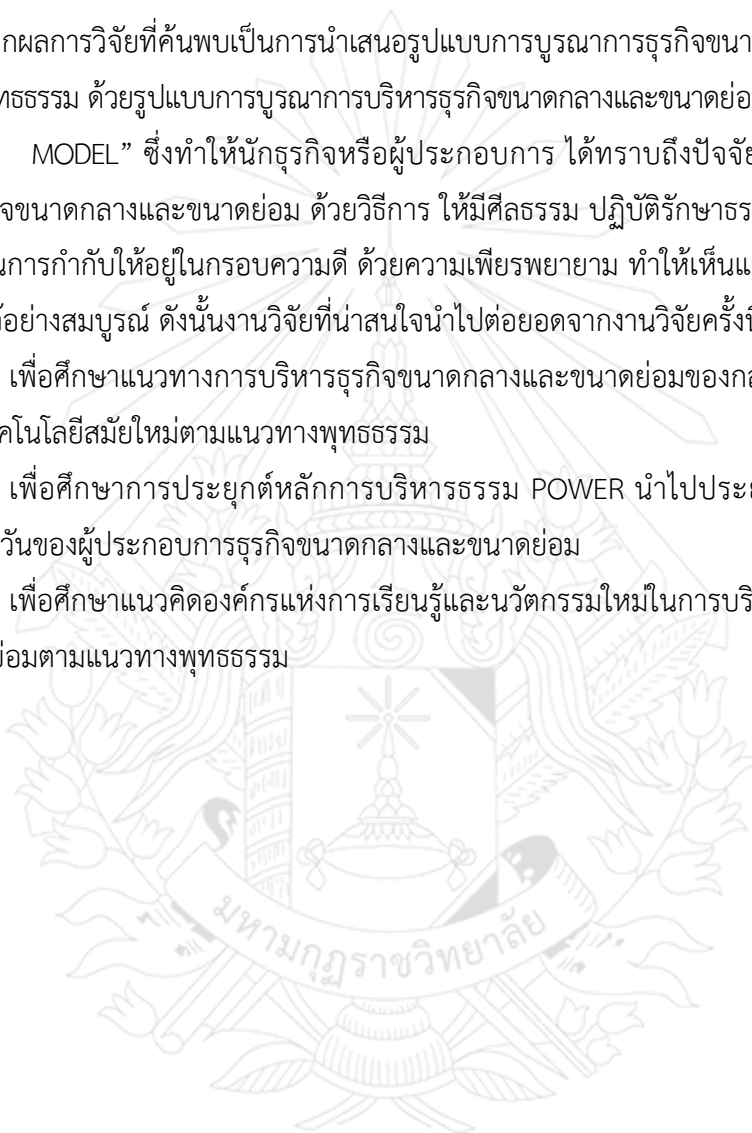 กผลการวิจัยที่ค้นพบเป็นการนำเสนอรูปแบบการบูรณาการธุรกิจขนา
ทธธรรม ด้วยรูปแบบการบูรณาการบริหารธุรกิจขนาดกลางและขนาดย่อ
MODEL” ซึ่งทำให้นักธุรกิจหรือผู้ประกอบการ ได้ทราบถึงปัจจัย
จขนาดกลางและขนาดย่อม ด้วยวิธีการ ให้มีศีลธรรม ปฏิบัติรักษาธร
นการกำกับให้อยู่ในกรอบความดี ด้วยความเพียรพยายาม ทำให้เห็นแ
อย่างสมบูรณ์ ดังนั้นงานวิจัยที่น่าสนใจนำไปต่อยอดจากงานวิจัยครั้งนี้
เพื่อศึกษาแนวทางการบริหารธุรกิจขนาดกลางและขนาดย่อมของกล
คโนโลยีสมัยใหม่ตามแนวทางพุทธธรรม
เพื่อศึกษาการประยุกต์หลักการบริหารธรรม POWER นำไปประย
วันของผู้ประกอบการธุรกิจขนาดกลางและขนาดย่อม
เพื่อศึกษาแนวคิดองค์กรแห่งการเรียนรู้และนวัตกรรมใหม่ในการบริ
ย่อมตามแนวทางพุทธธรรม
มหามกุฏราชวิทยาลัย